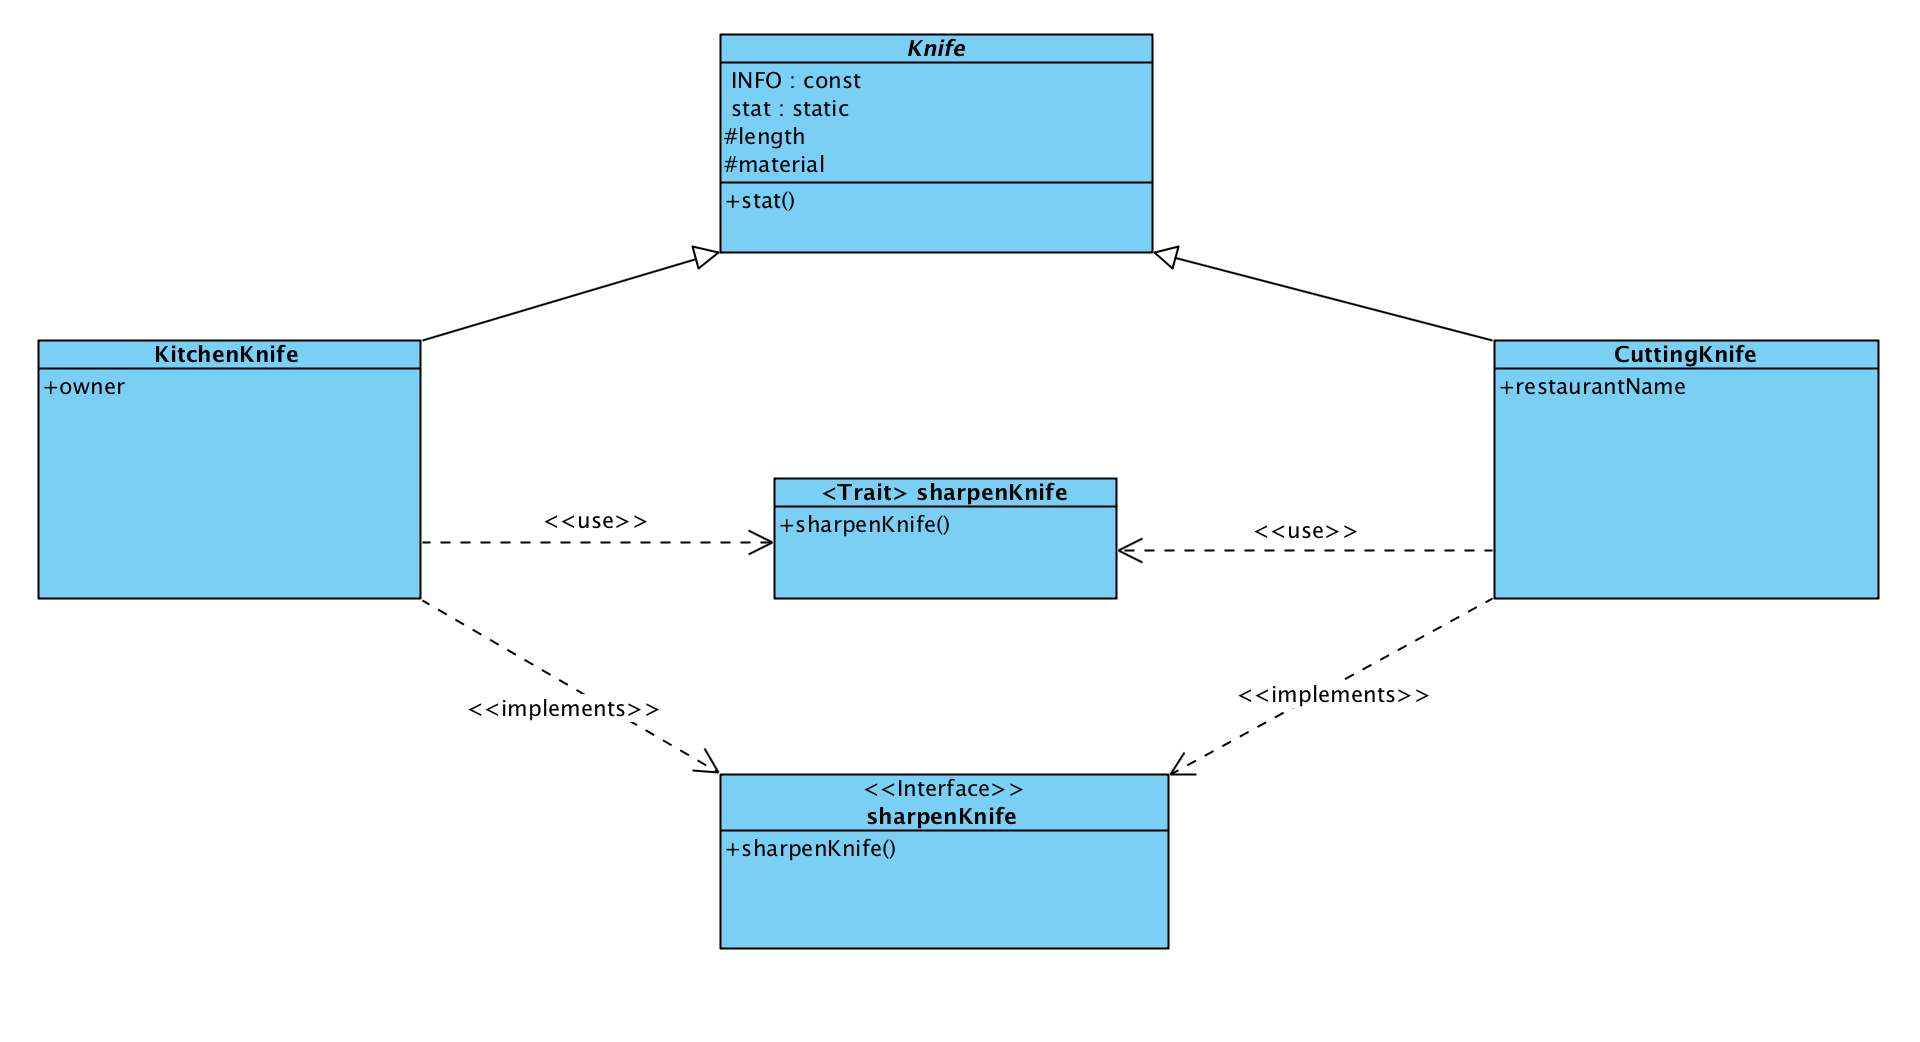 Knife
INFO : const
stat : static
#length
#material
+stat()
KitchenKnife
+owner
CuttingKnife
+restaurantName
<Trait> sharpenKnife
+sharpenKnife()
<<use>>
<<use>>
<<implements>>
<<implements>>
<<Interface>>
sharpenKnife
+sharpenKnife()